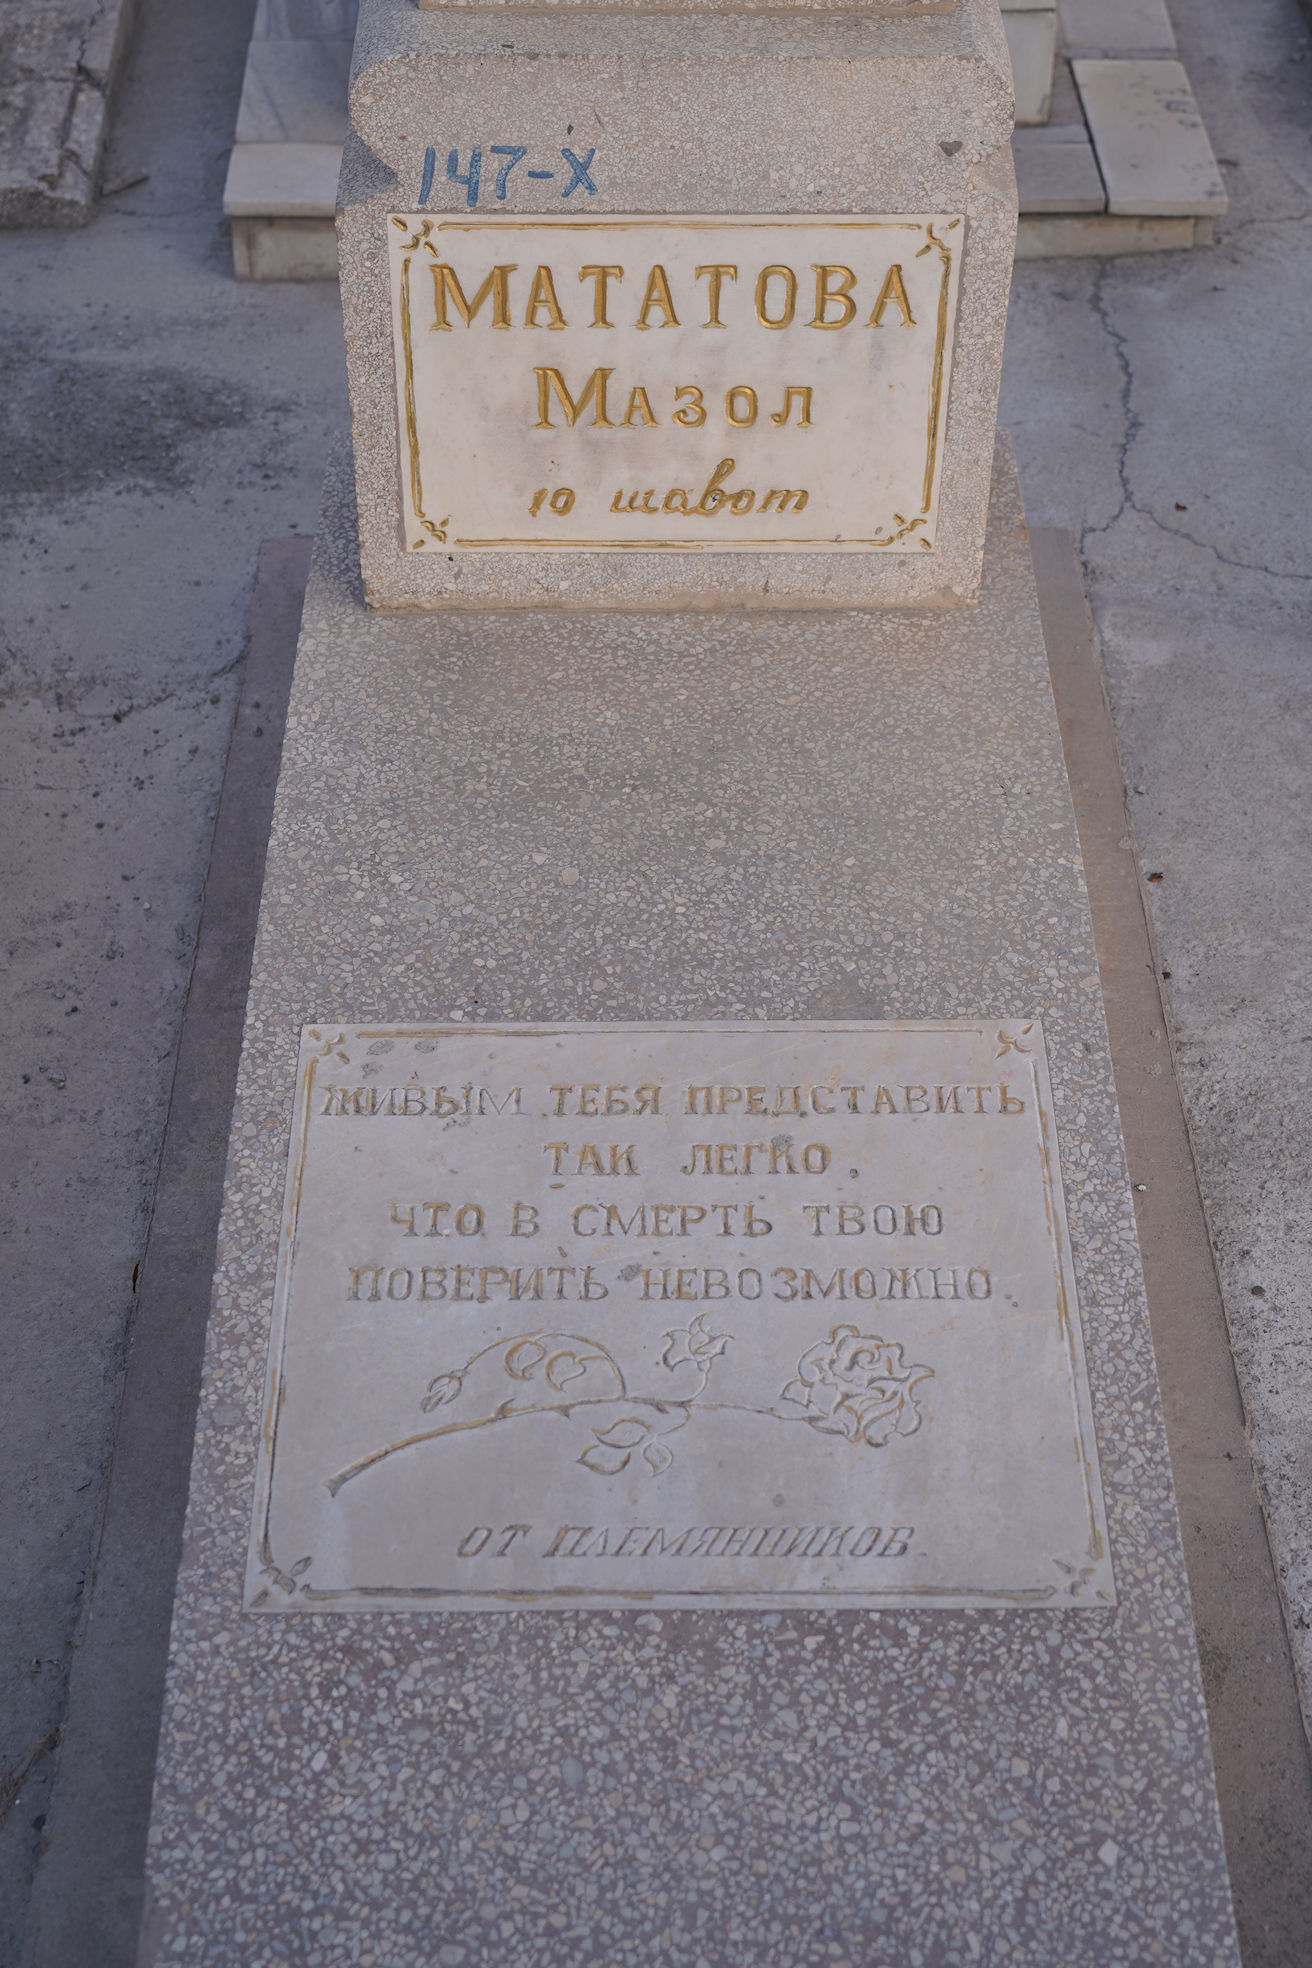 147-X
МАТАТОВА
МАЗОЛ
10 шавот
ЖИВЫМ ТЕБЯ ПРЕДСТАВИТЬ
ТАК ЛЕГКО,
ЧТО В СМЕРТЬ ТВОЮ
ПОВЕРИТЬ НЕВОЗМОЖНО.
ОТ ПЛЕМЯННИКОВ.